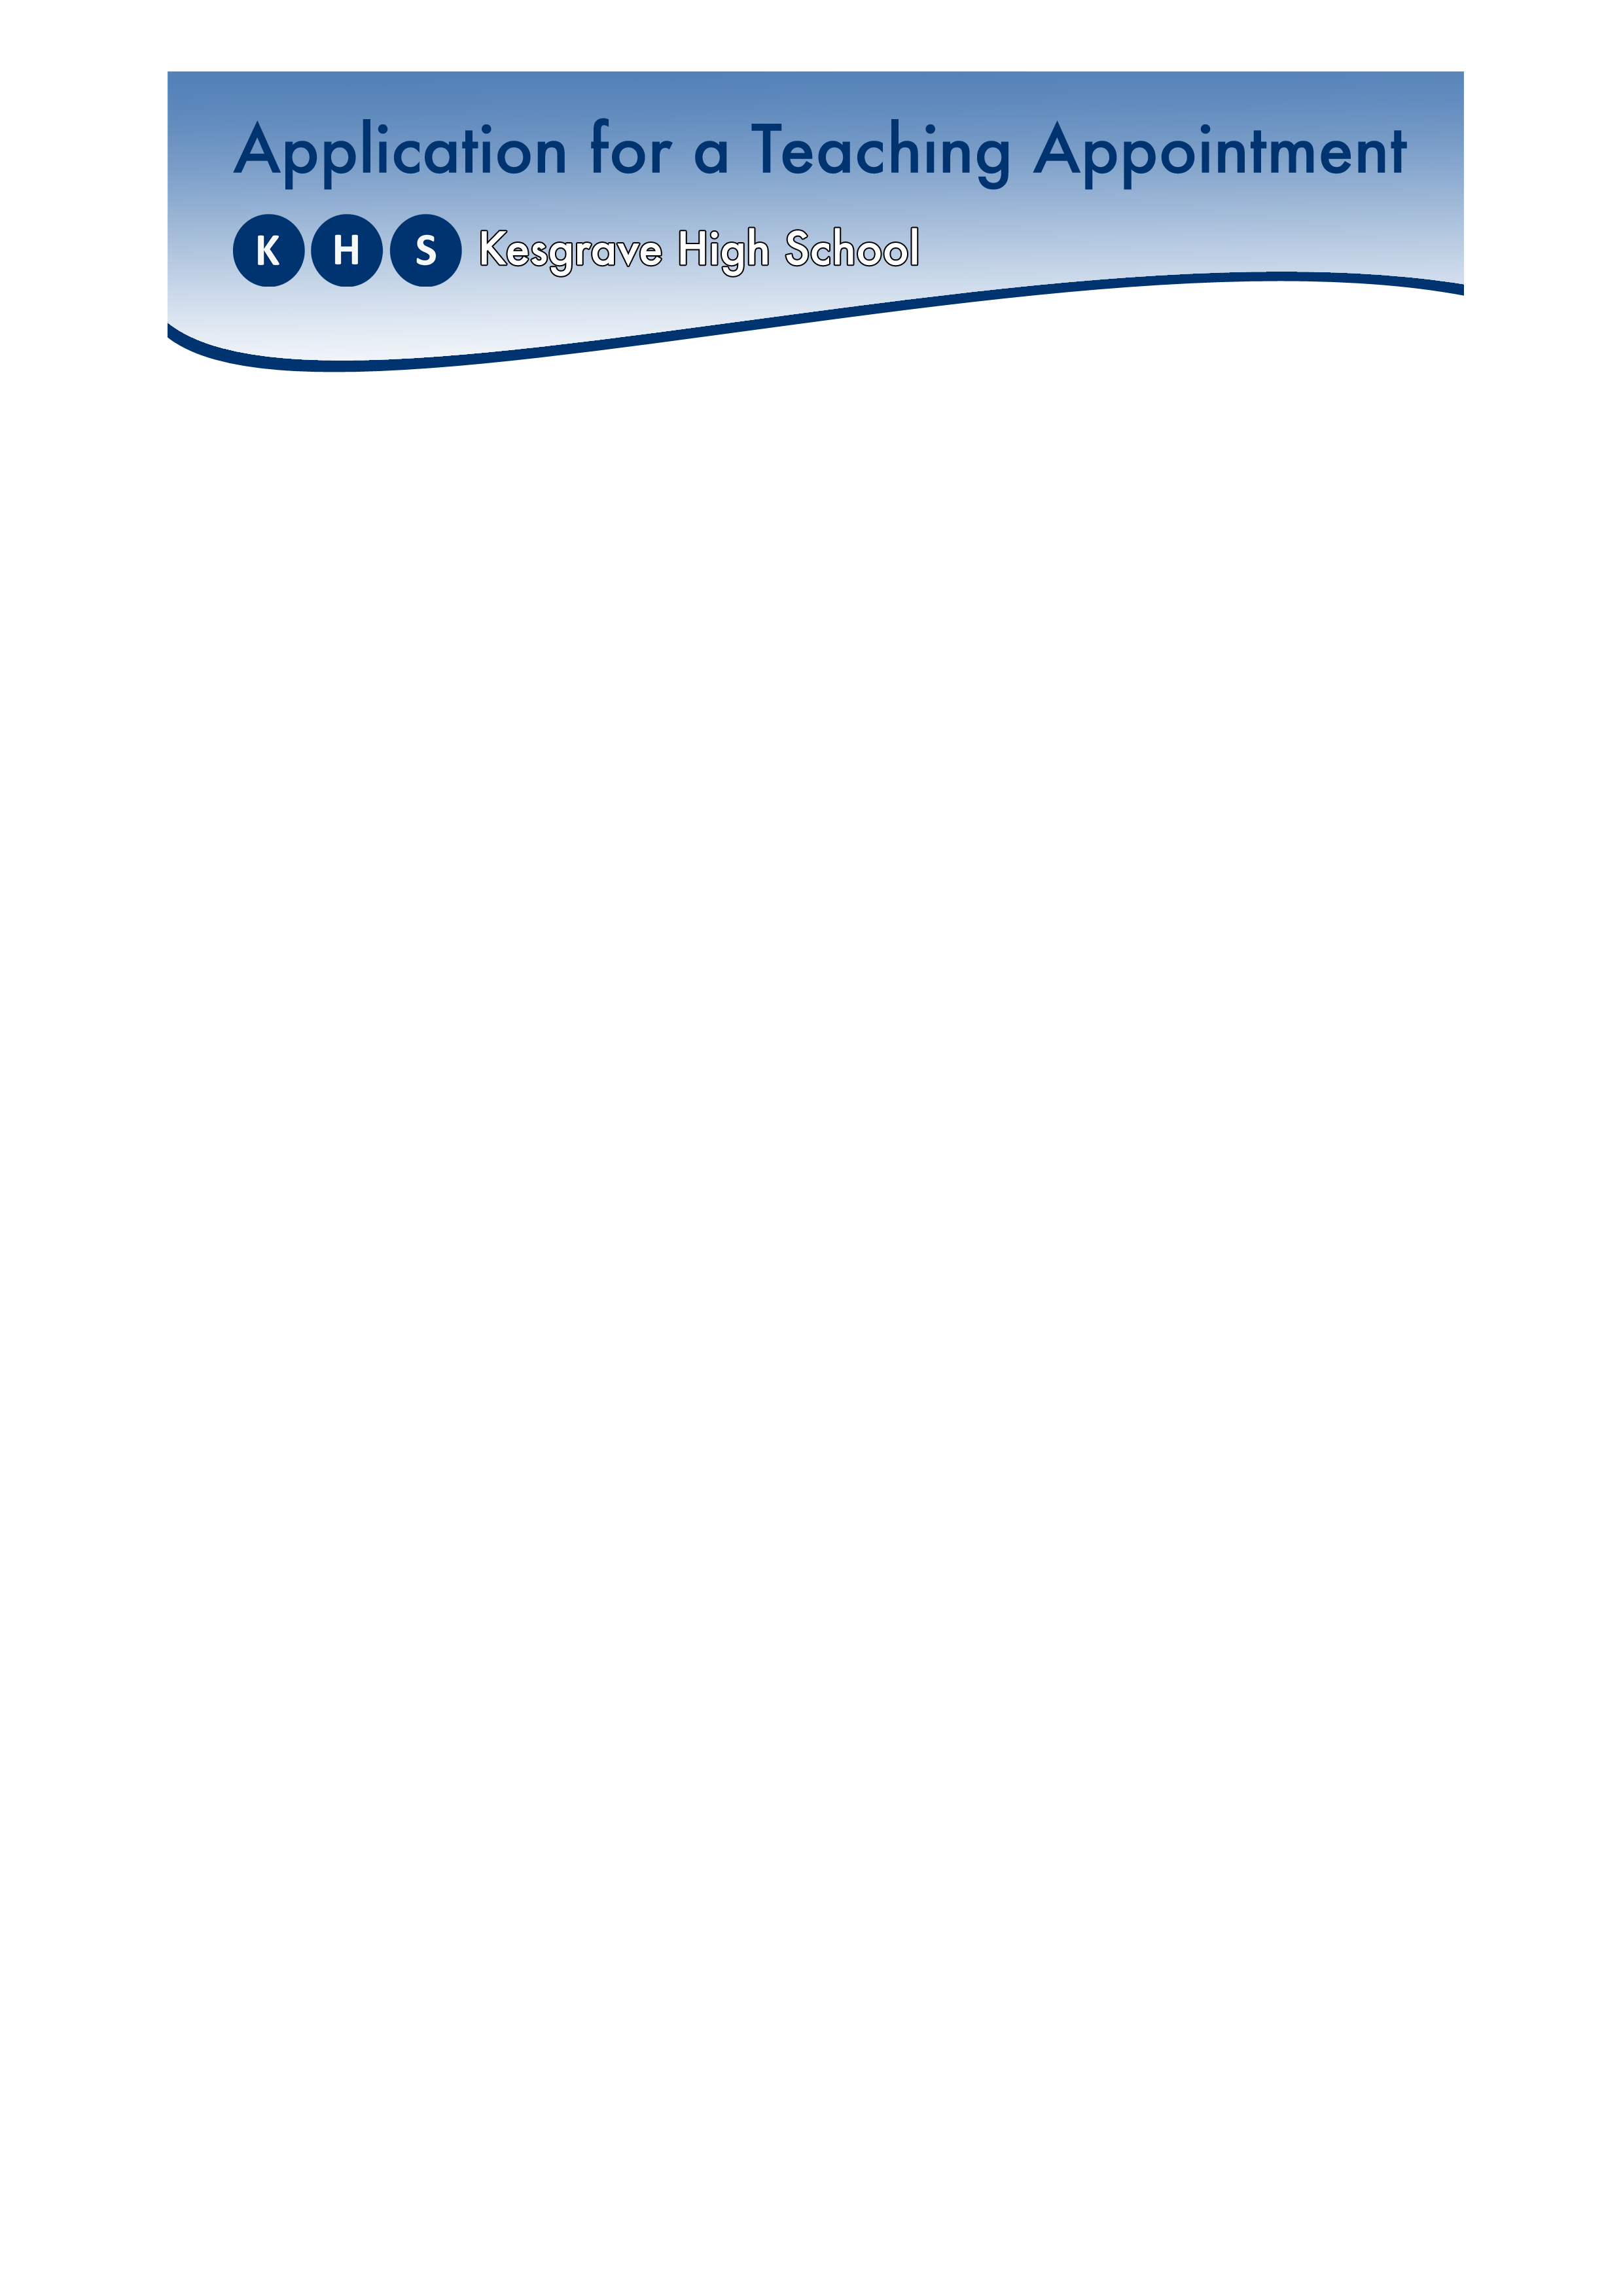 Application for a Teaching Appointment
K H S Kesgrave High School